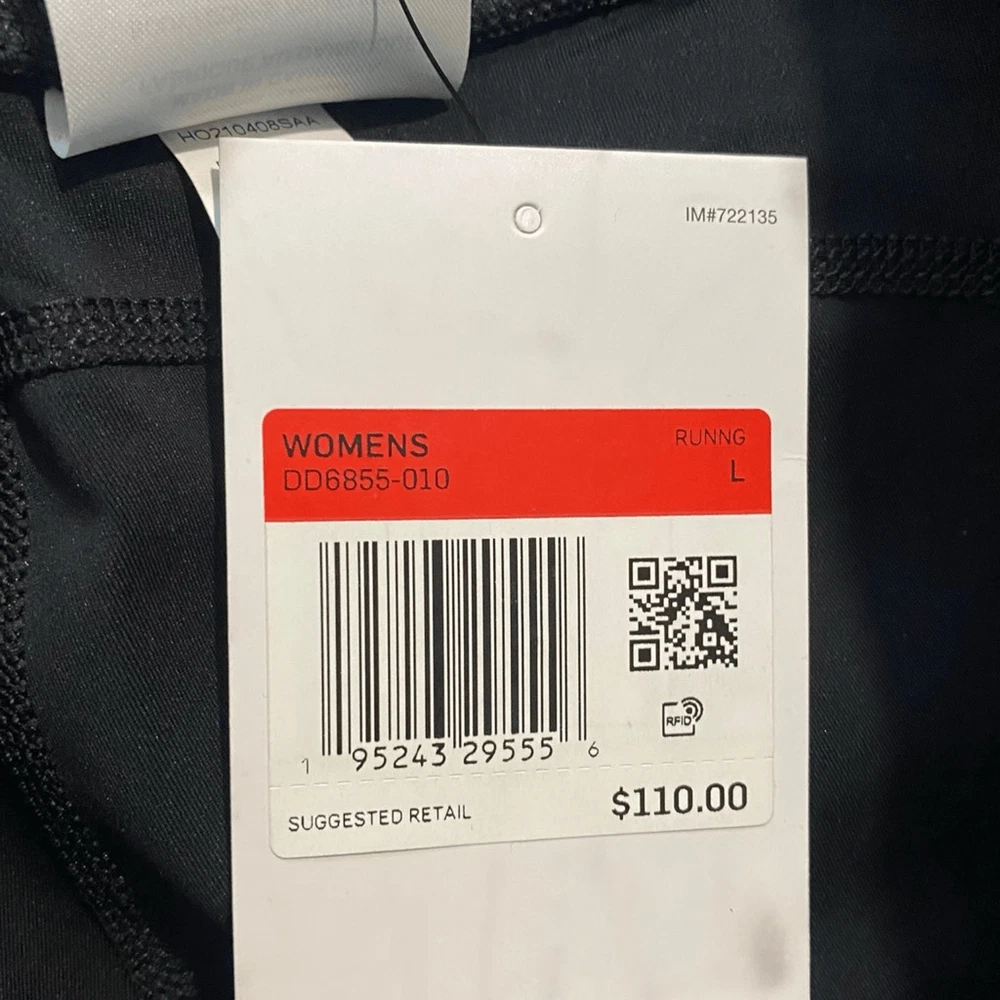 HO210408SAA
IM#722135
WOMENS
RUNNG
DD6855-010
L
RFID
1 95243 29555 6
SUGGESTED RETAIL
$110.00